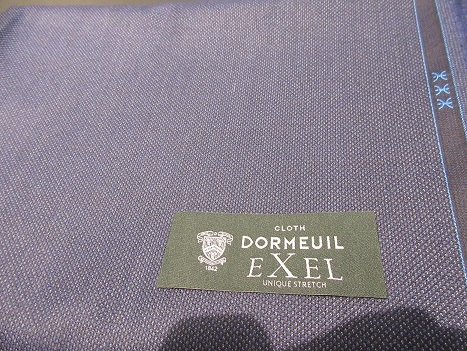 CLOTH
DORMEUIL
EXEL
UNIQUE STRETCH
1842